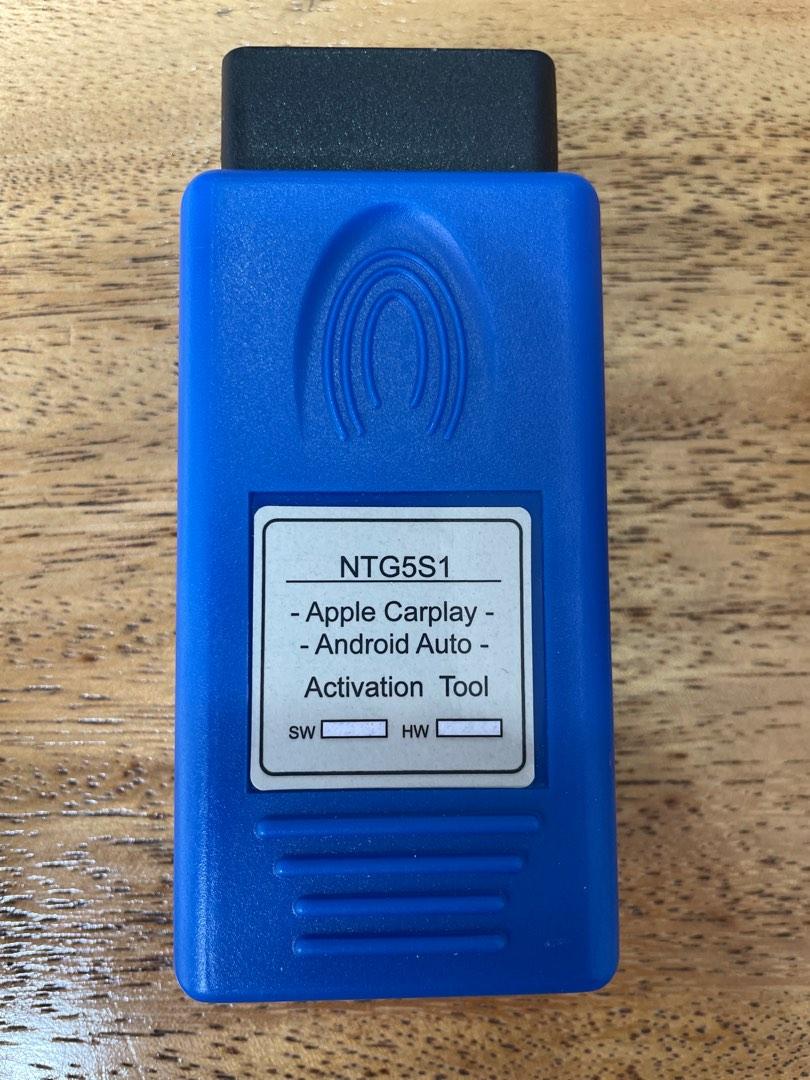 NTG5S1
- Apple Carplay -
- Android Auto -
Activation Tool
SW HW